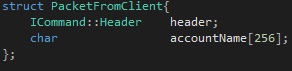 struct PacketFromClient{
ICommand::Header header;
char accountName[256];
};